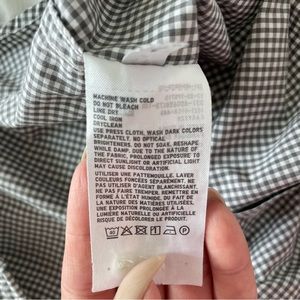 MACHINE WASH COLD
DO NOT BLEACH
LINE DRY
COOL IRON
DRYCLEAN
USE PRESS CLOTH, WASH DARK COLORS
SEPARATELY, NO OPTICAL
BRIGHTENERS. DO NOT SOAK, RESHAPE
WHILE DAMP. DUE TO THE NATURE OF
THE FABRIC, PROLONGED EXPOSURE TO
DIRECT SUNLIGHT OR ARTIFICIAL LIGHT
MAY CAUSE DISCOLORATION.
UTILISER UNE PATTEMOUILLE. LAVER
COULEURS FONCÉES SÉPARÉMENT. NE
PAS UTILISER D'AGENT BLANCHISSANT.
NE PAS FAIRE TREMPER, REMETTRE EN
FORME À L'ÉTAT HUMIDE. DU FAIT DE
LA NATURE DU TISSU, UNE
EXPOSITION PROLONGÉE À LA
LUMIÈRE NATURELLE OU ARTIFICIELLE
RISQUE DE DÉCOLORER LE PRODUIT.